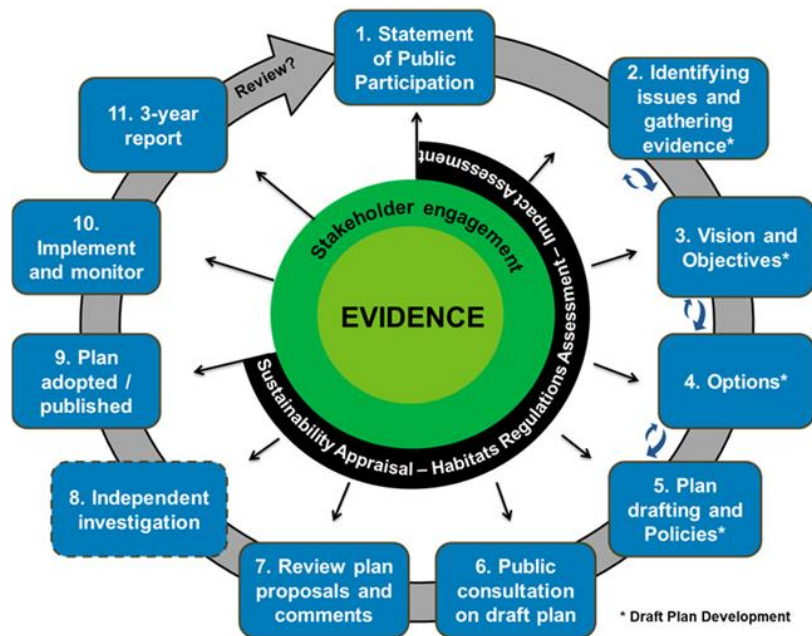 1. Statement
of Public
Participation
2. Identifying
issues and
gathering
evidence*
3. Vision and
Objectives*
4. Options*
5. Plan
drafting and
Policies*
6. Public
consultation
on draft plan
7. Review plan
proposals and
comments
8. Independent
investigation
9. Plan
adopted /
published
10.
Implement
and monitor
11. 3-year
report
Review?
Stakeholder engagement
EVIDENCE
Sustainability Appraisal – Habitats Regulations Assessment – Impact Assessment
* Draft Plan Development